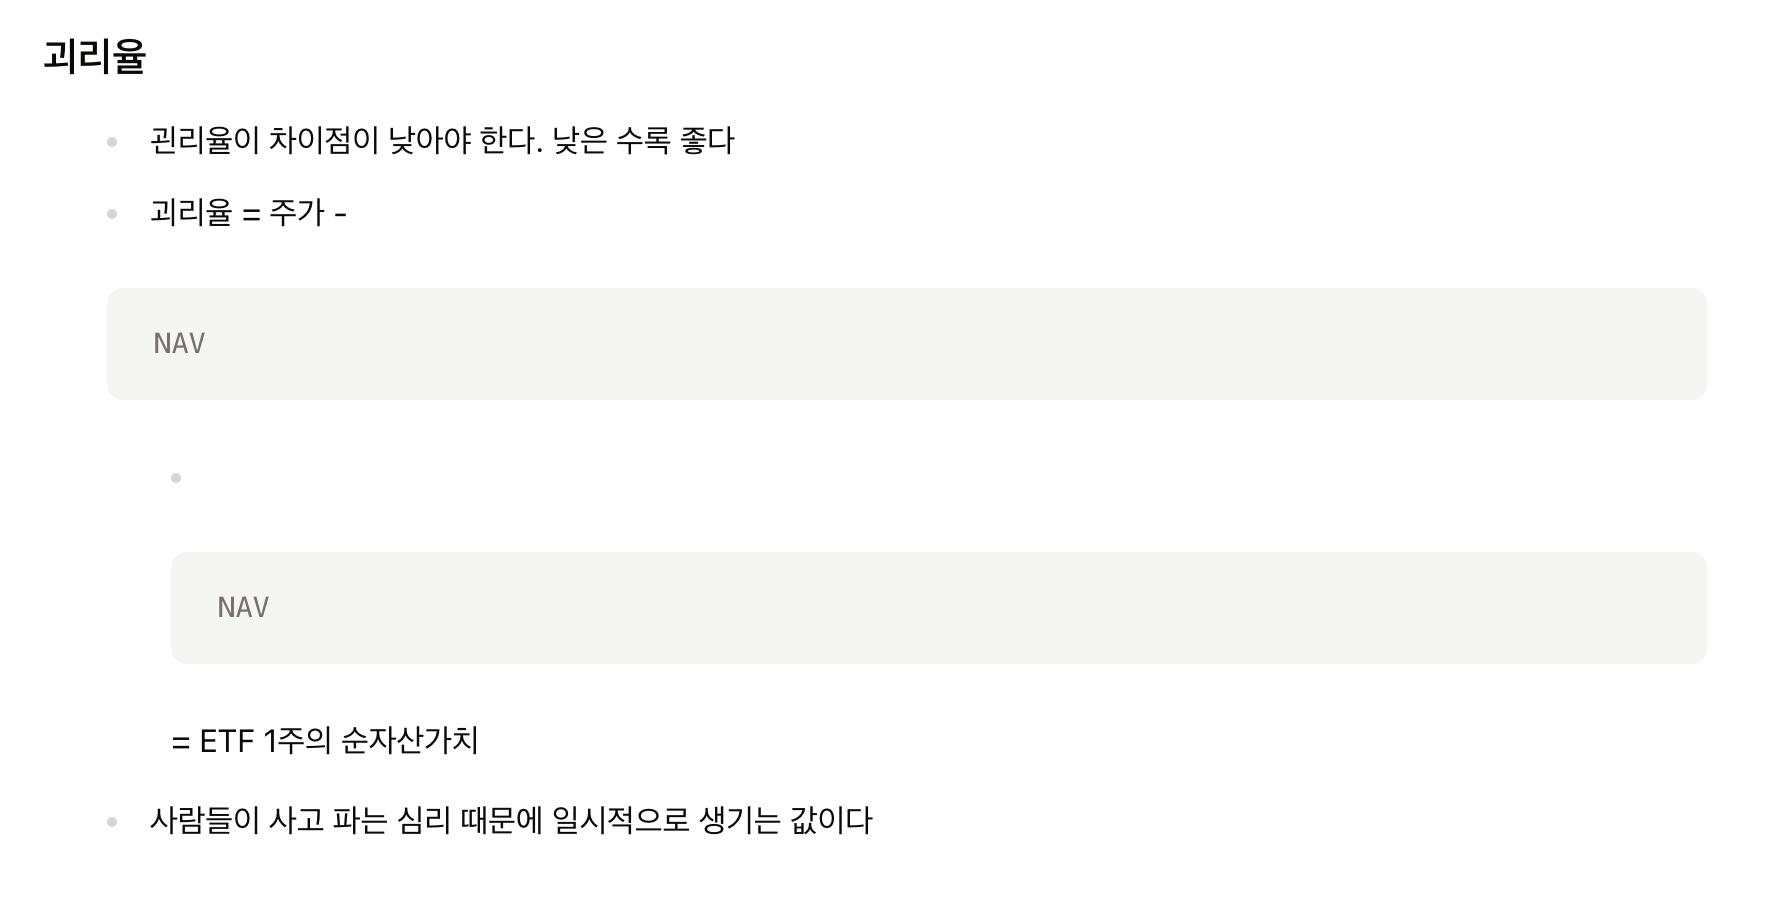 괴리율
괸리율이 차이점이 낮아야 한다. 낮은 수록 좋다
괴리율 = 주가 -
NAV
NAV
= ETF 1주의 순자산가치
사람들이 사고 파는 심리 때문에 일시적으로 생기는 값이다